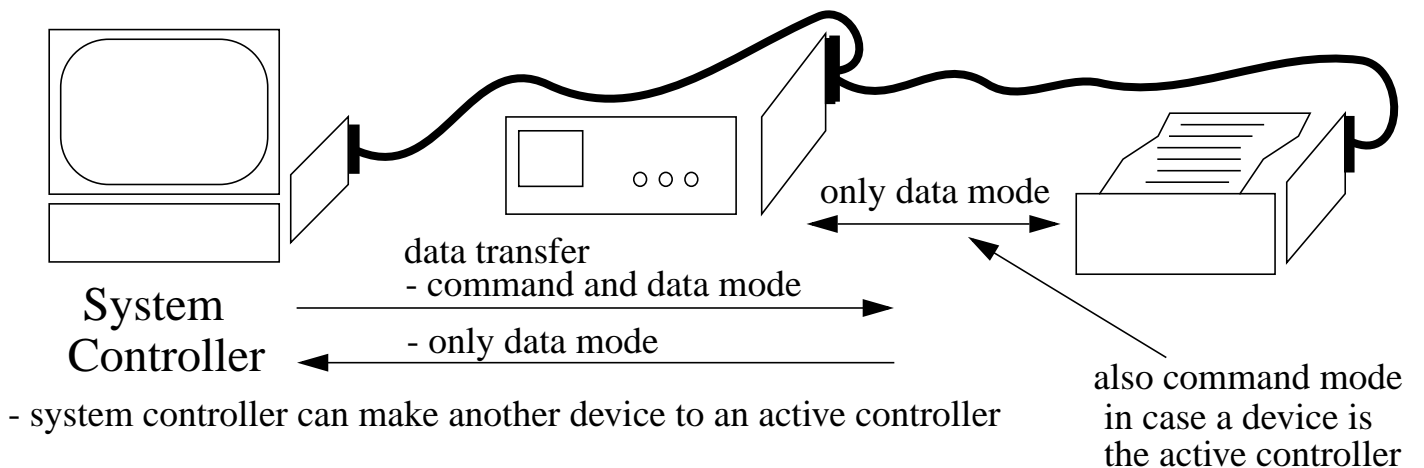 only data mode
data transfer
- command and data mode
- only data mode
System
Controller
also command mode
in case a device is
the active controller
- system controller can make another device to an active controller